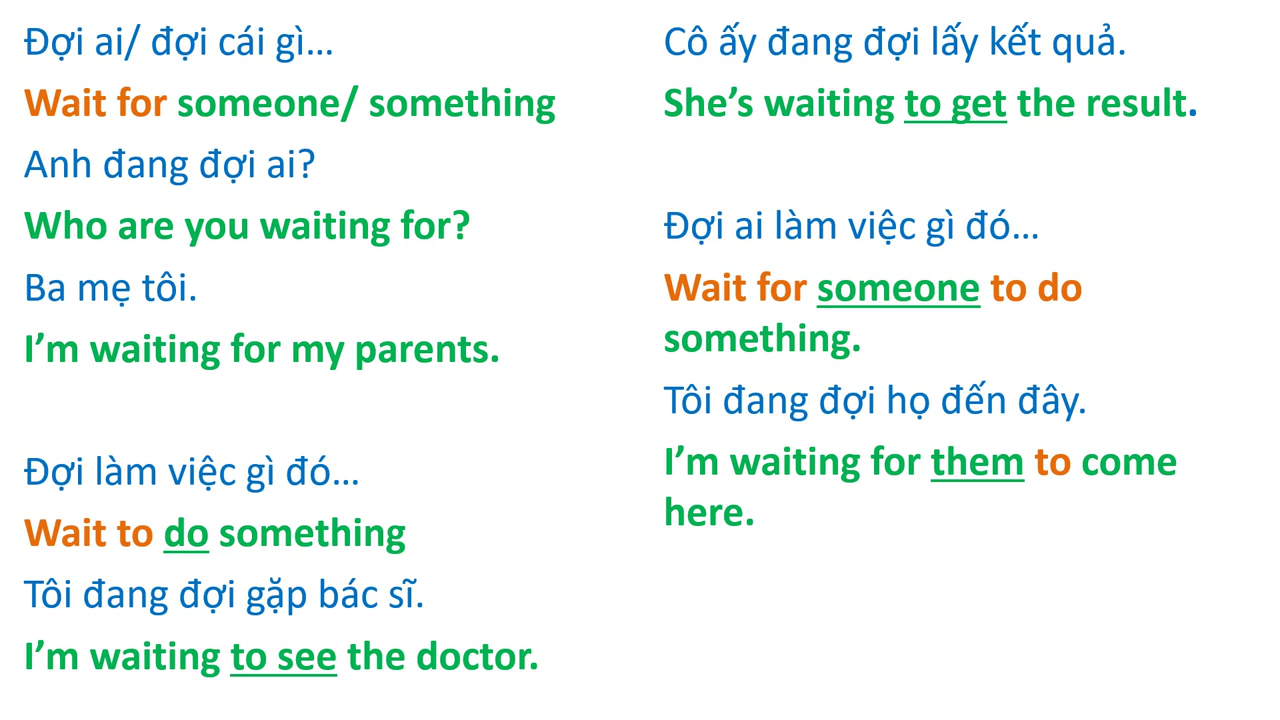 Đợi ai/ đợi cái gì…
Wait for someone/ something
Anh đang đợi ai?
Who are you waiting for?
Ba mẹ tôi.
I’m waiting for my parents.
Đợi làm việc gì đó…
Wait to do something
Tôi đang đợi gặp bác sĩ.
I’m waiting to see the doctor.
Cô ấy đang đợi lấy kết quả.
She’s waiting to get the result.
Đợi ai làm việc gì đó…
Wait for someone to do
something.
Tôi đang đợi họ đến đây.
I’m waiting for them to come
here.